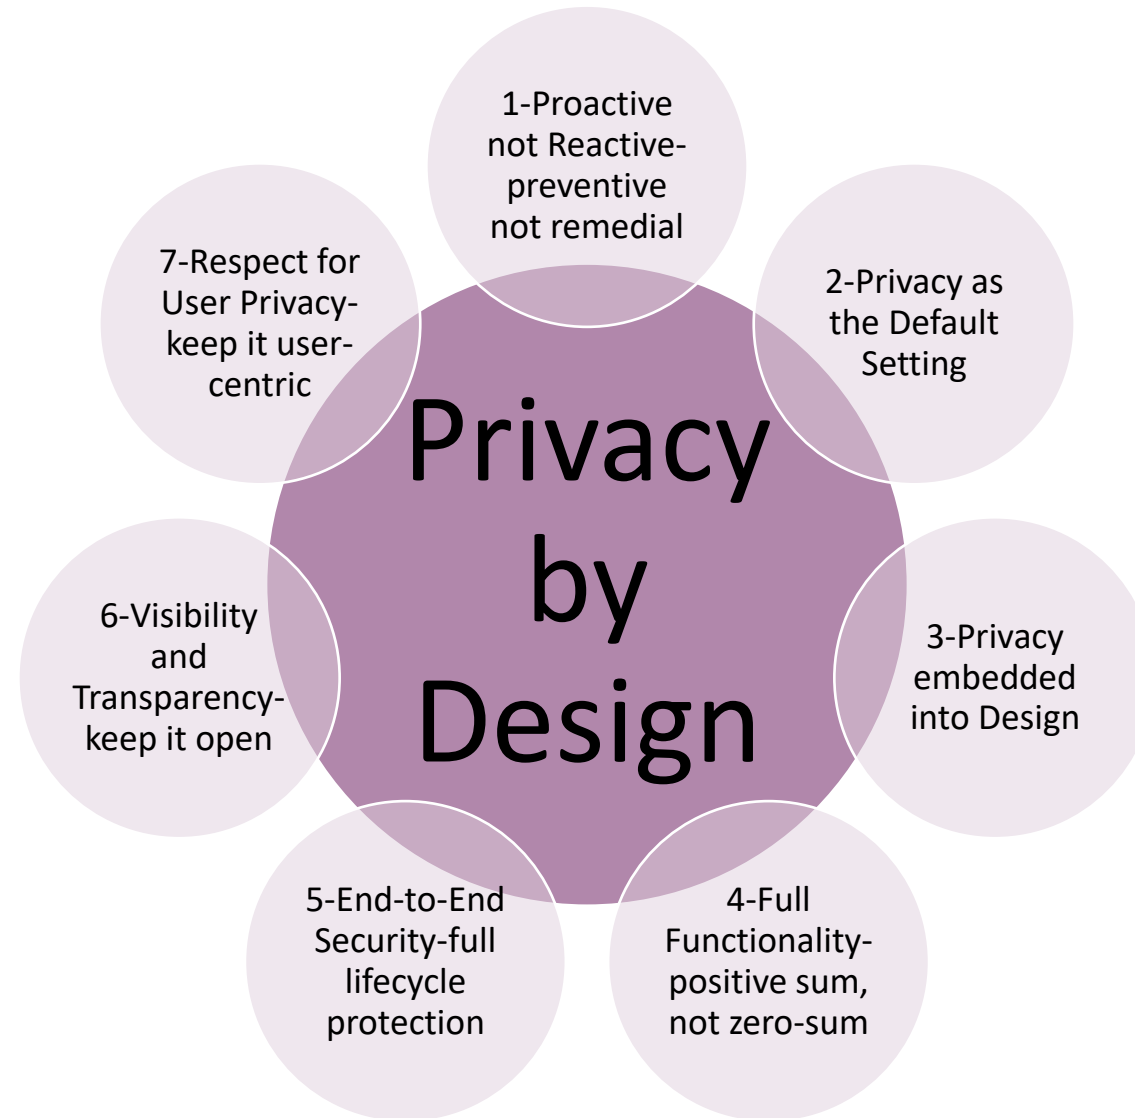 1-Proactive
not Reactive-
preventive
not remedial
2-Privacy as
the Default
Setting
3-Privacy
embedded
into Design
4-Full
Functionality-
positive sum,
not zero-sum
5-End-to-End
Security-full
lifecycle
protection
6-Visibility
and
Transparency-
keep it open
7-Respect for
User Privacy-
keep it user-
centric
Privacy
by
Design